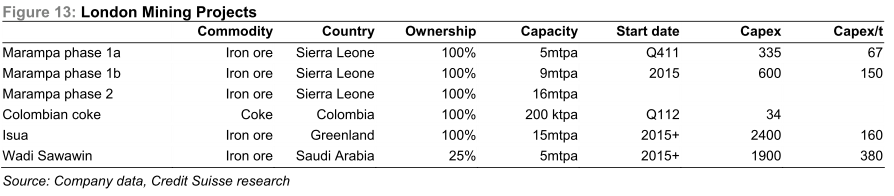 Figure 13: London Mining Projects
Commodity Country Ownership Capacity Start date Capex Capex/t
Marampa phase 1a Iron ore Sierra Leone 100% 5mtpa Q411 335 67
Marampa phase 1b Iron ore Sierra Leone 100% 9mtpa 2015 600 150
Marampa phase 2 Iron ore Sierra Leone 100% 16mtpa
Colombian coke Coke Colombia 100% 200 ktpa Q112 34
Isua Iron ore Greenland 100% 15mtpa 2015+ 2400 160
Wadi Sawawin Iron ore Saudi Arabia 25% 5mtpa 2015+ 1900 380
Source: Company data, Credit Suisse research